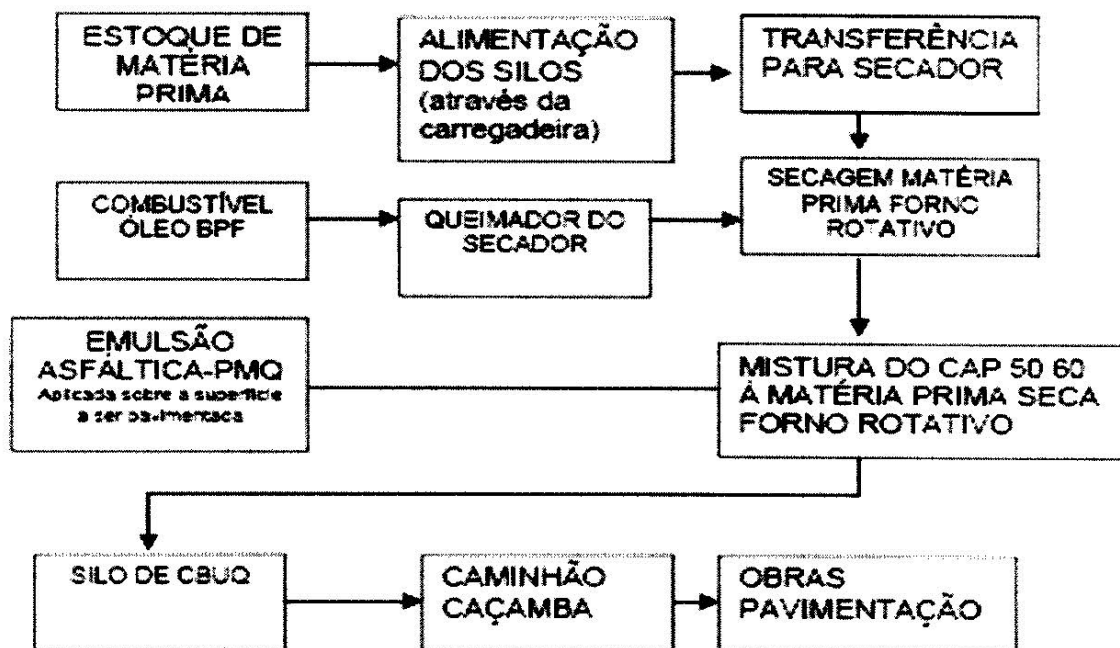 ESTOQUE DE
MATÉRIA
PRIMA
ALIMENTAÇÃO
DOS SILOS
(através da
carregadeira)
TRANSFERÊNCIA
PARA SECADOR
COMBUSTÍVEL
ÓLEO BPF
QUEIMADOR DO
SECADOR
SECAGEM MATÉRIA
PRIMA FORNO
ROTATIVO
EMULSÃO
ASFÁLTICA-PMQ
Aplicada sobre a superfície
a ser pavimentada
MISTURA DO CAP 50 60
À MATÉRIA PRIMA SECA
FORNO ROTATIVO
SILO DE CBUQ
CAMINHÃO
CAÇAMBA
OBRAS
PAVIMENTAÇÃO